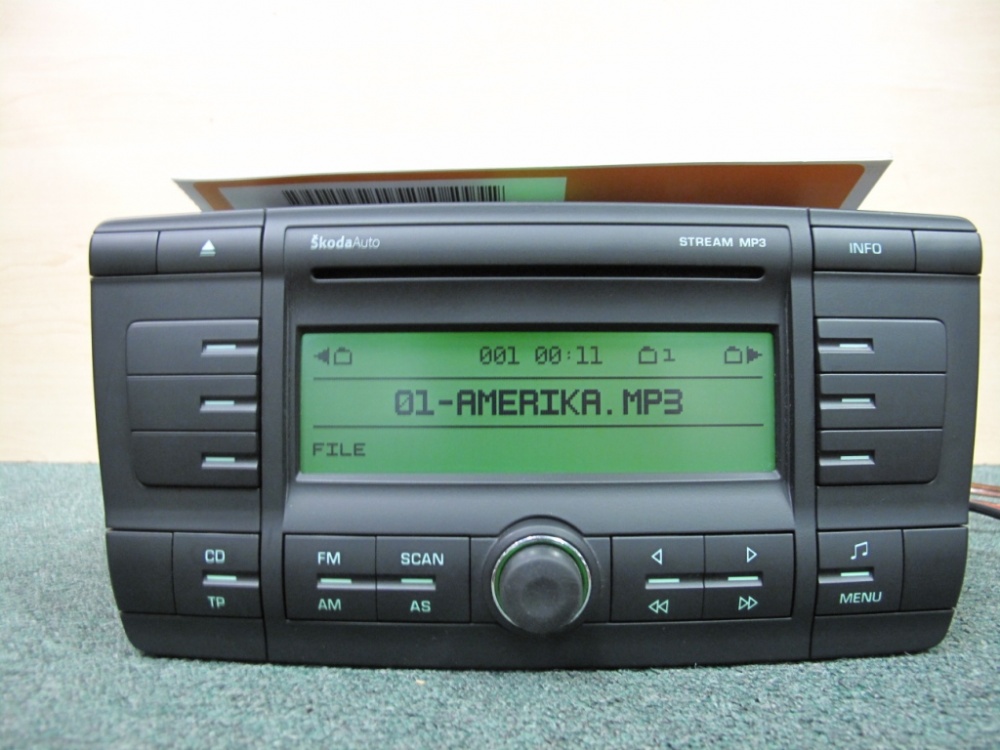 ŠkodaAuto
STREAM MP3
INFO
001 00:11 1
01-AMERIKA.MP3
FILE
CD
TP
FM
AM
SCAN
AS
MENU